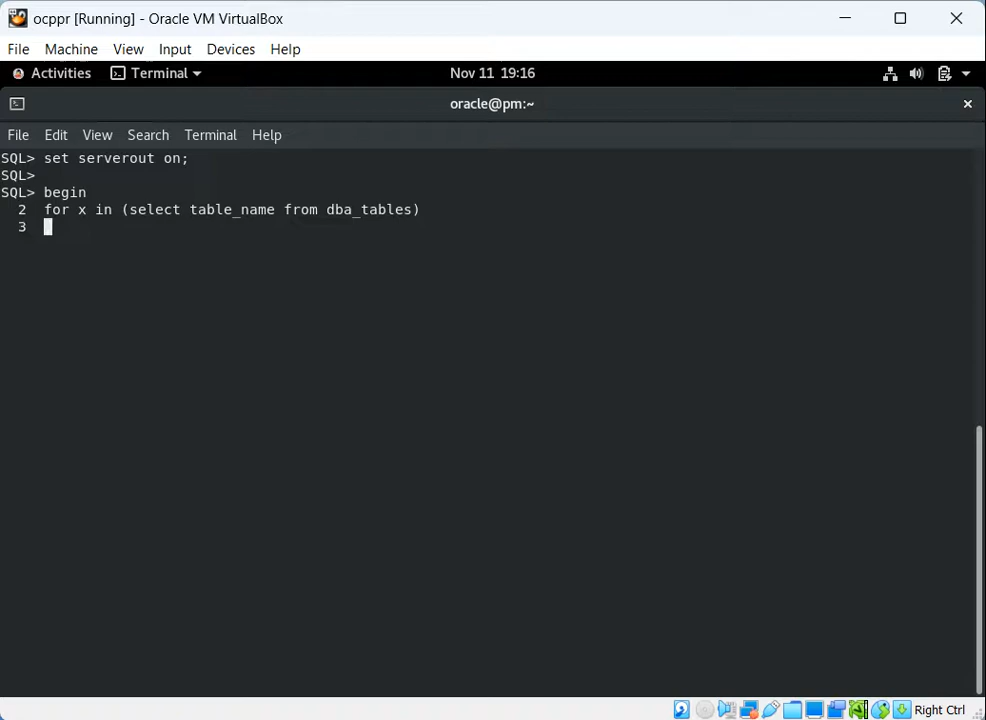 ocppr [Running] - Oracle VM VirtualBox
File Machine View Input Devices Help
Activities Terminal Nov 11 19:16
oracle@pm:~
File Edit View Search Terminal Help
SQL> set serverout on;
SQL>
SQL> begin
2 for x in (select table_name from dba_tables)
3
Right Ctrl